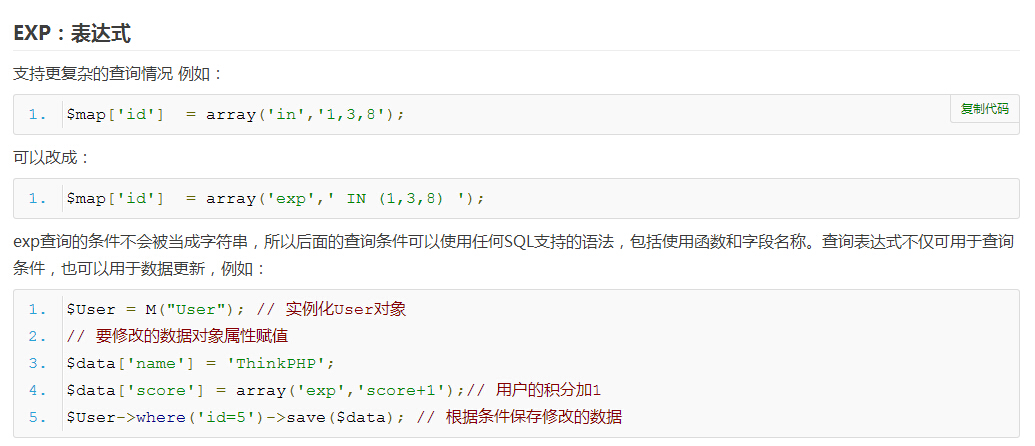 EXP：表达式
支持更复杂的查询情况 例如：
复制代码
1. $map['id']  = array('in','1,3,8');
可以改成：
1. $map['id']  = array('exp',' IN (1,3,8) ');
exp查询的条件不会被当成字符串，所以后面的查询条件可以使用任何SQL支持的语法，包括使用函数和字段名称。查询表达式不仅可用于查询
条件，也可以用于数据更新，例如：
1. $User = M("User"); // 实例化User对象
2. // 要修改的数据对象属性赋值
3. $data['name'] = 'ThinkPHP';
4. $data['score'] = array('exp','score+1');// 用户的积分加1
5. $User->where('id=5')->save($data); // 根据条件保存修改的数据